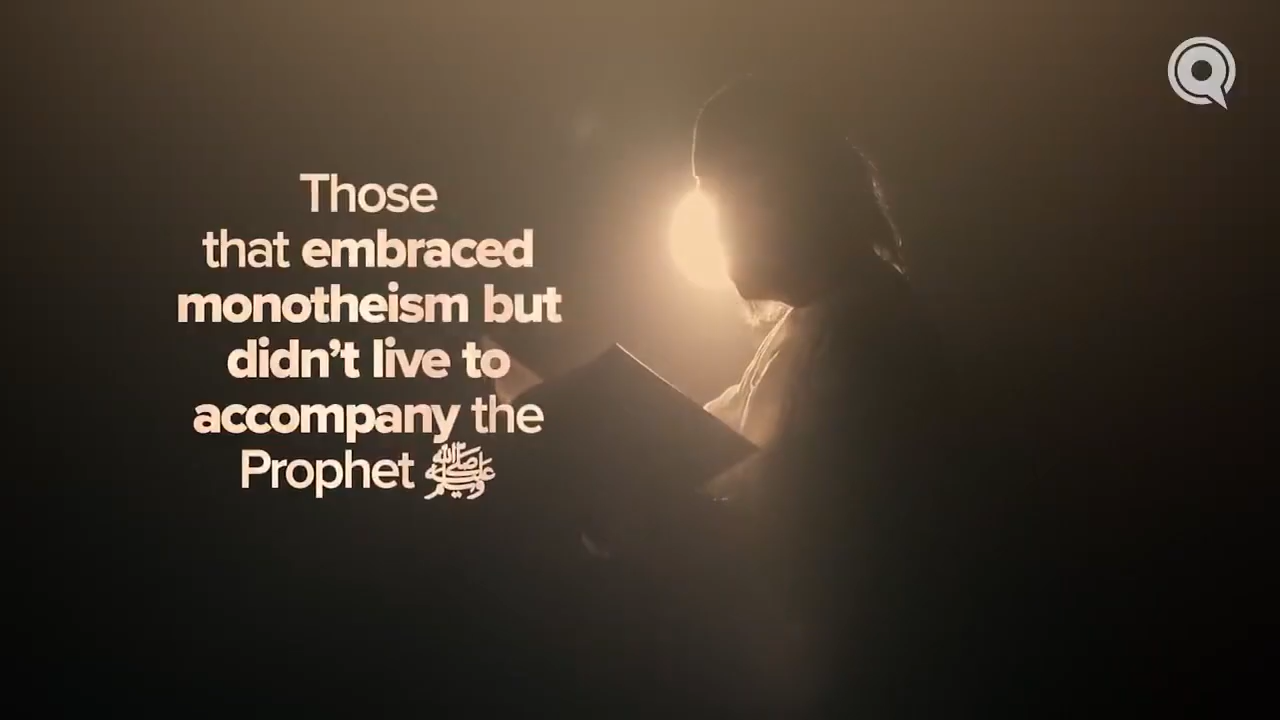 Those
that embraced
monotheism but
didn't live to
accompany the
Prophet ﷺ